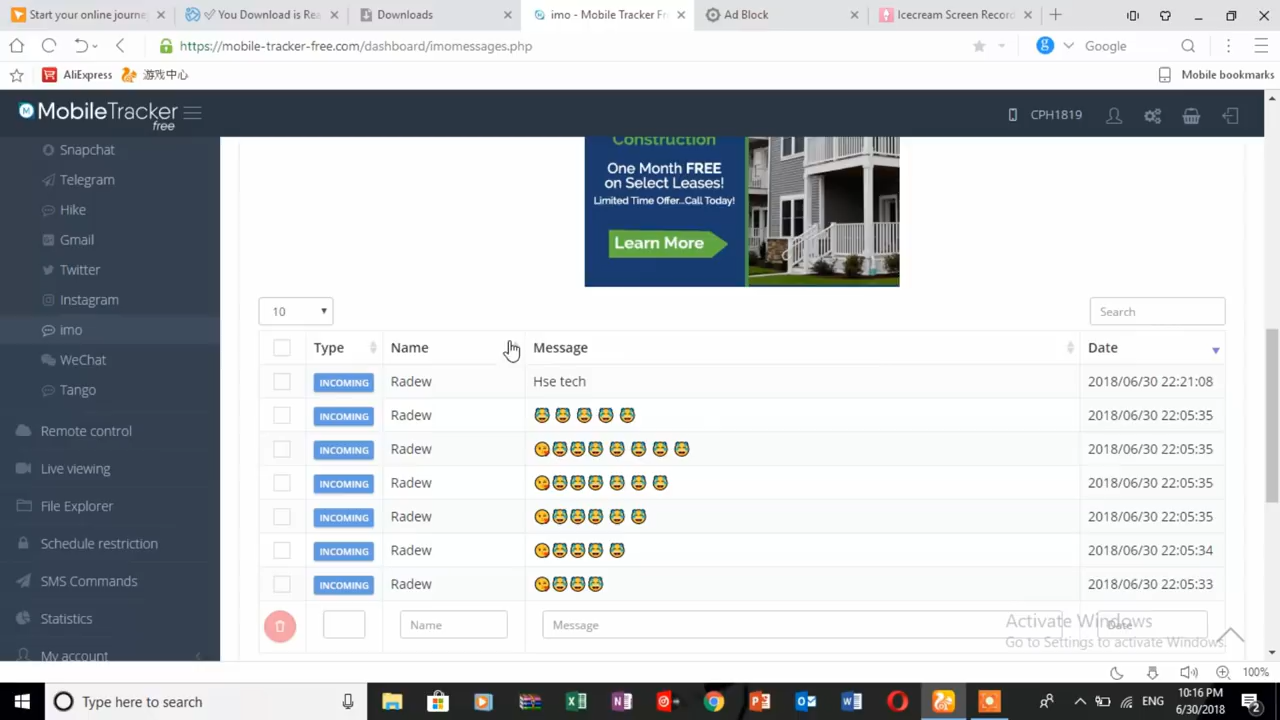 Start your online journe
You Download is Rea
Downloads
imo - Mobile Tracker Fr
Ad Block
Icecream Screen Record
https://mobile-tracker-free.com/dashboard/imomessages.php
Google
AliExpress
游戏中心
Mobile bookmarks
MobileTracker
free
CPH1819
Snapchat
Telegram
Hike
Gmail
Twitter
Instagram
imo
WeChat
Tango
Remote control
Live viewing
File Explorer
Schedule restriction
SMS Commands
Statistics
My account
Construction
One Month FREE
on Select Leases!
Limited Time Offer...Call Today!
Learn More
10
Search
Type Name Message Date
INCOMING Radew Hse tech 2018/06/30 22:21:08
INCOMING Radew 2018/06/30 22:05:35
INCOMING Radew 2018/06/30 22:05:35
INCOMING Radew 2018/06/30 22:05:35
INCOMING Radew 2018/06/30 22:05:35
INCOMING Radew 2018/06/30 22:05:34
INCOMING Radew 2018/06/30 22:05:33
Name Message Date
Activate Windows
Go to Settings to activate Windows.
100%
Type here to search
ENG
10:16 PM
6/30/2018
2